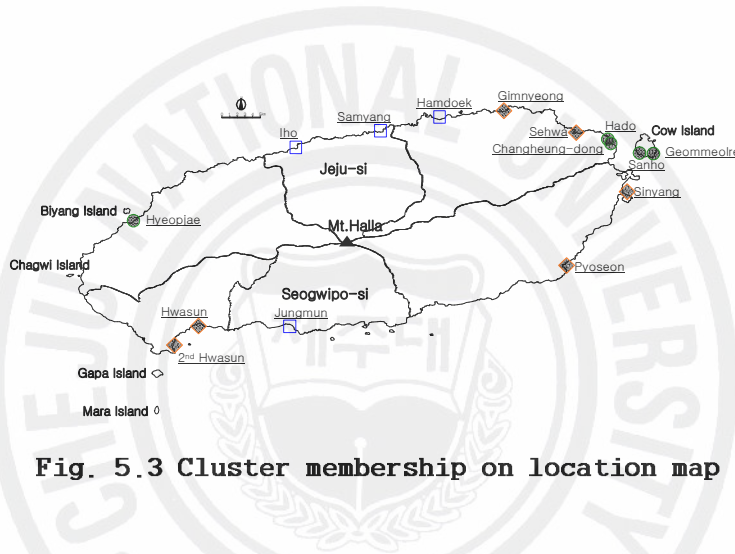 Gimnyeong
Hamdoek
Samyang
Iho
Sehwa
Hado
Cow Island
Changheung-dong
Geommeolre
Sanho
Jeju-si
Sinyang
Biyang Island
Hyeopjae
Mt.Halla
Chagwi Island
Pyoseon
Seogwipo-si
Hwasun
Jungmun
2nd Hwasun
Gapa Island
Mara Island
Fig. 5.3 Cluster membership on location map